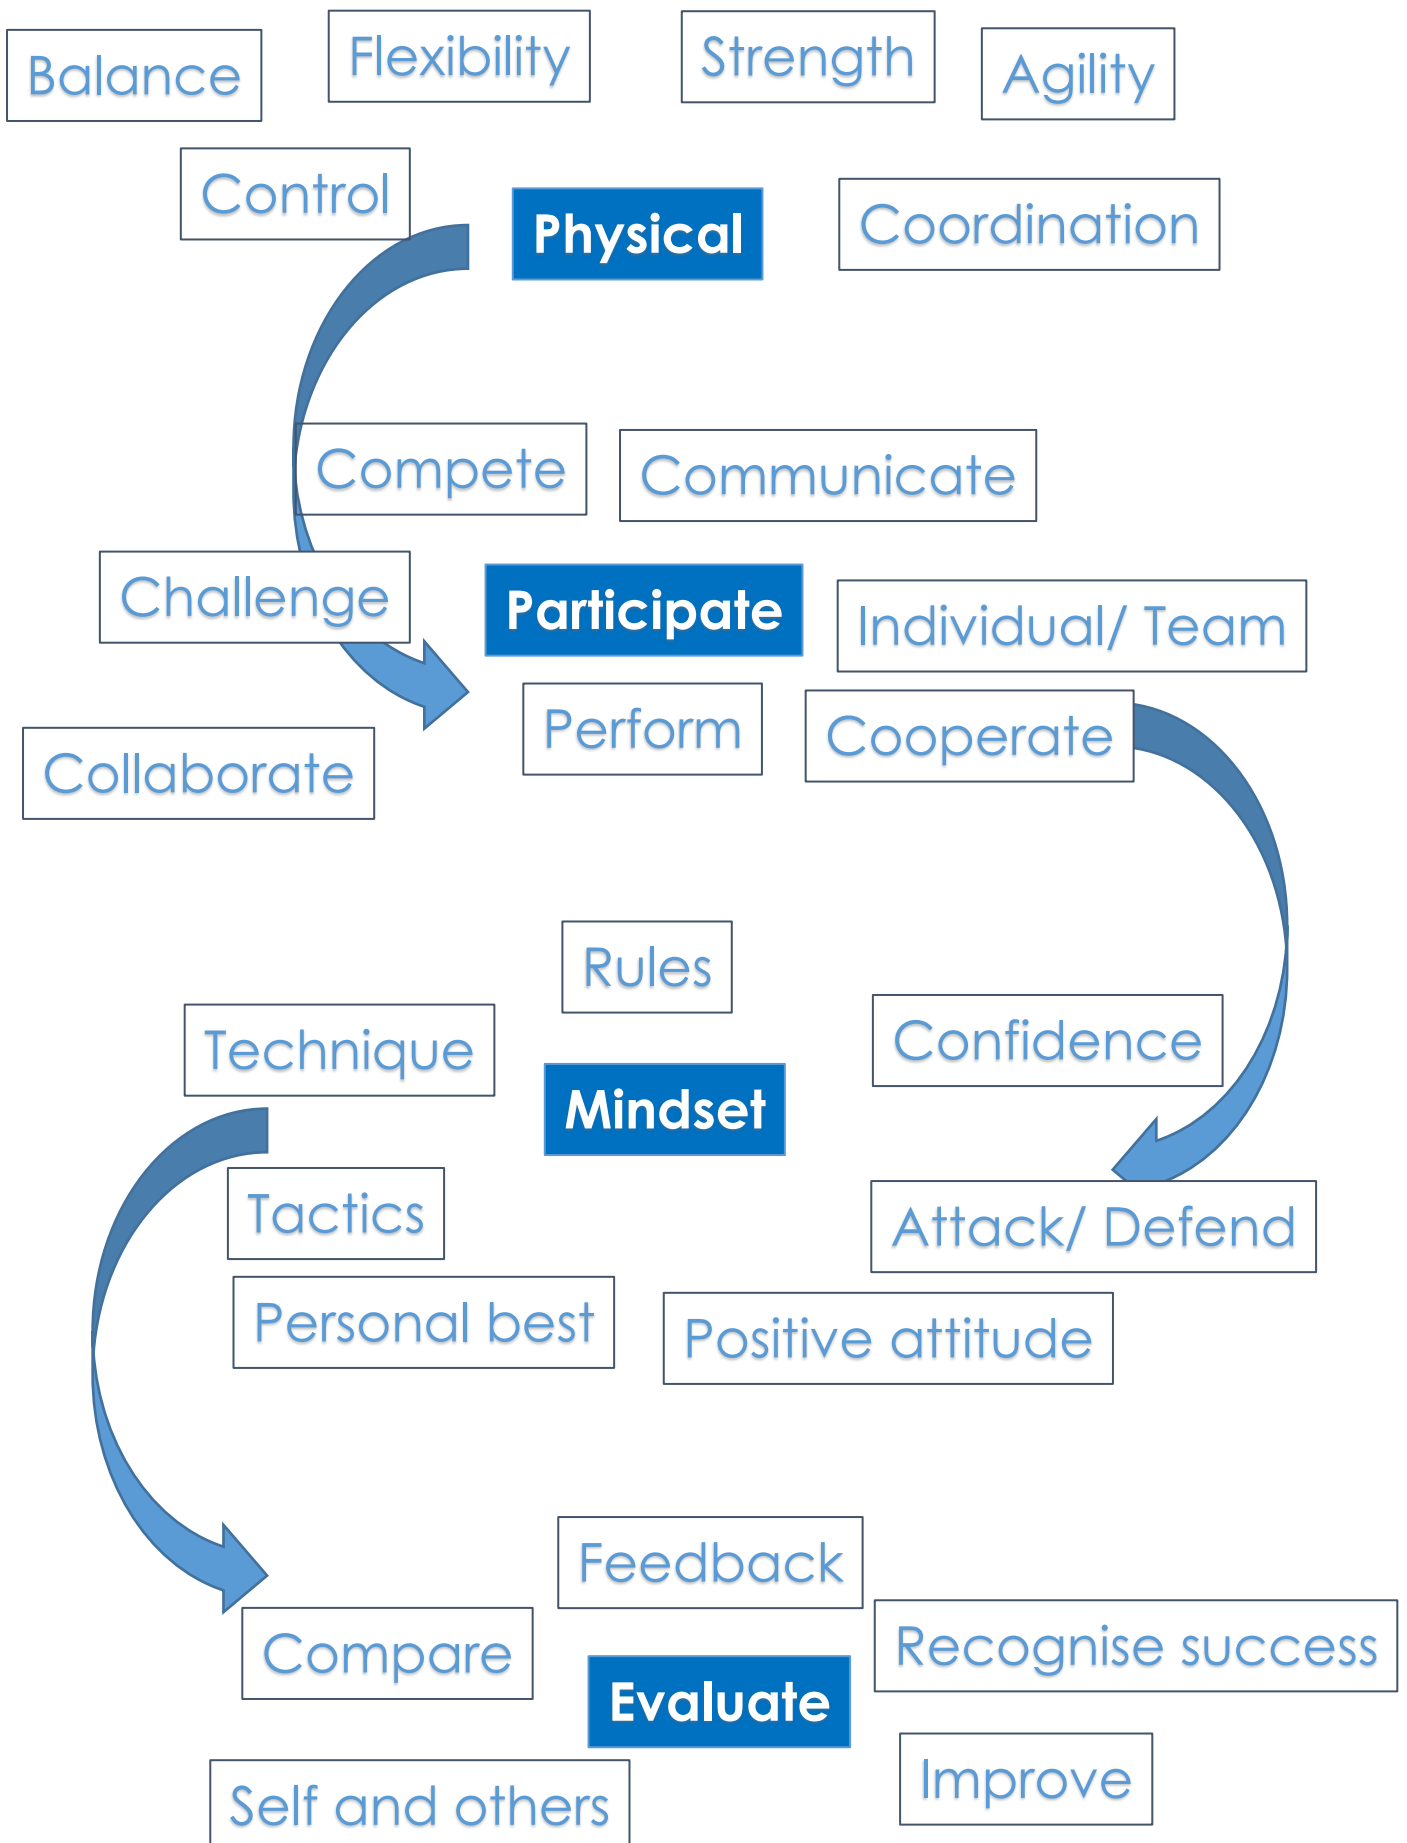 Balance
Flexibility
Strength
Agility
Control
Physical
Coordination
Compete
Communicate
Challenge
Participate
Individual/ Team
Perform
Cooperate
Collaborate
Rules
Technique
Confidence
Mindset
Tactics
Attack/ Defend
Personal best
Positive attitude
Feedback
Compare
Recognise success
Evaluate
Improve
Self and others